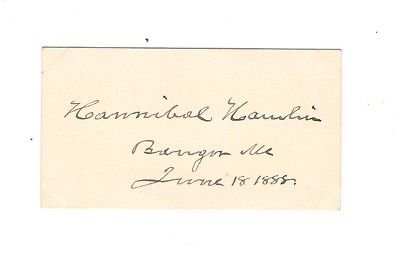 Hannibal Hamlin
Bangor Me
June 18 1888.